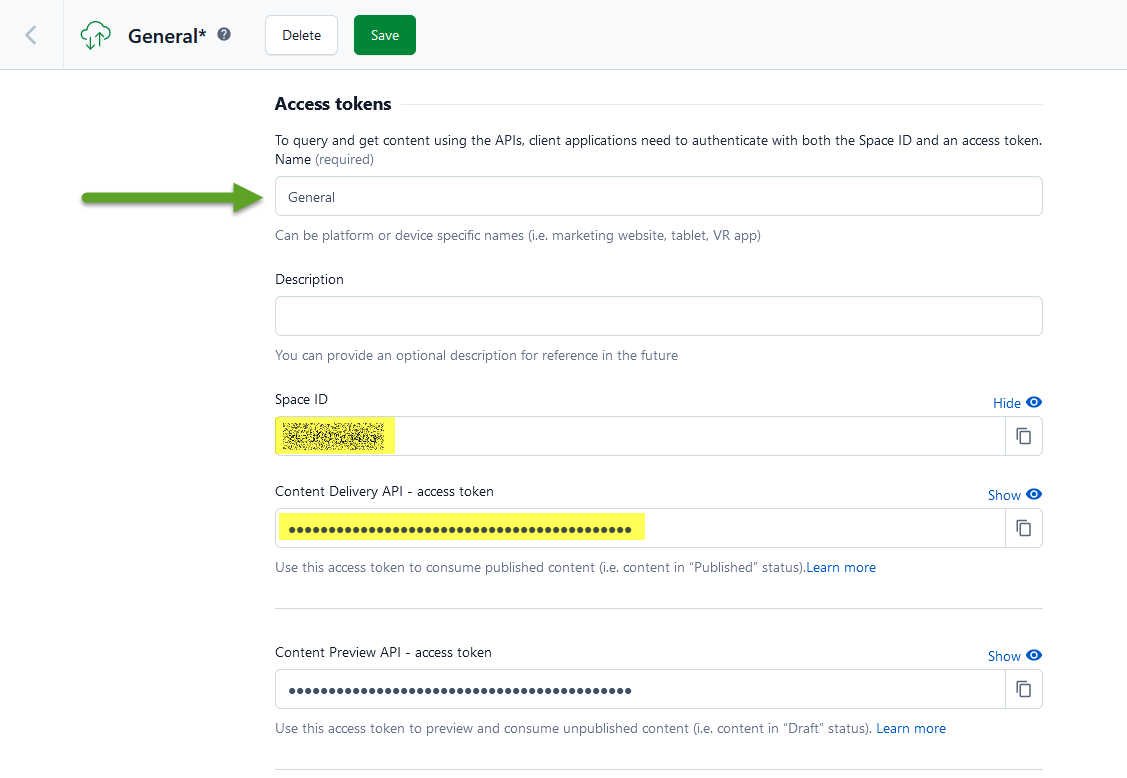 General*
Delete
Save
Access tokens
To query and get content using the APIs, client applications need to authenticate with both the Space ID and an access token.
Name (required)
General
Can be platform or device specific names (i.e. marketing website, tablet, VR app)
Description
You can provide an optional description for reference in the future
Space ID
Hide
Content Delivery API - access token
Show
●●●●●●●●●●●●●●●●●●●●●●●●●●●●●●●●●●●●●●●●●●●
Use this access token to consume published content (i.e. content in “Published” status).Learn more
Content Preview API - access token
Show
●●●●●●●●●●●●●●●●●●●●●●●●●●●●●●●●●●●●●●●●●●●
Use this access token to preview and consume unpublished content (i.e. content in “Draft” status). Learn more